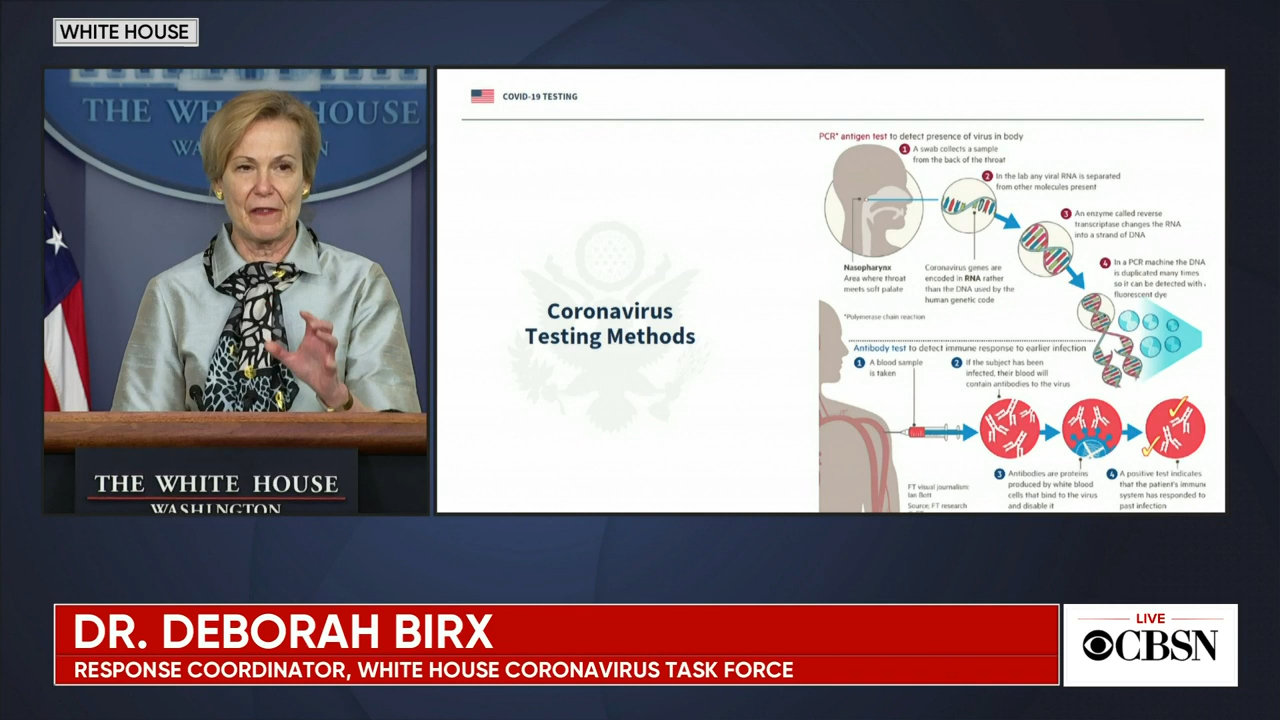 WHITE HOUSE
THE WHITE HOUSE
WA
THE WHITE HOUSE
WASHINGTON
COVID-19 TESTING
Coronavirus
Testing Methods
PCR* antigen test to detect presence of virus in body
1 A swab collects a sample
from the back of the throat
2 In the lab any viral RNA is separated
from other molecules present
3 An enzyme called reverse
transcriptase changes the RNA
into a strand of DNA
4 In a PCR machine the DNA
is duplicated many times
so it can be detected with
fluorescent dye
Nasopharynx
Area where throat
meets soft palate
Coronavirus genes are
encoded in RNA rather
than the DNA used by the
human genetic code
*Polymerase chain reaction
Antibody test to detect immune response to earlier infection
1 A blood sample
is taken
2 If the subject has been
infected, their blood will
contain antibodies to the virus
3 Antibodies are proteins
produced by white blood
cells that bind to the virus
and disable it
4 A positive test indicates
that the patient's immune
system has responded to
past infection
FT visual journalism:
Ian Bott
Source: FT research
DR. DEBORAH BIRX
RESPONSE COORDINATOR, WHITE HOUSE CORONAVIRUS TASK FORCE
LIVE
CBSN